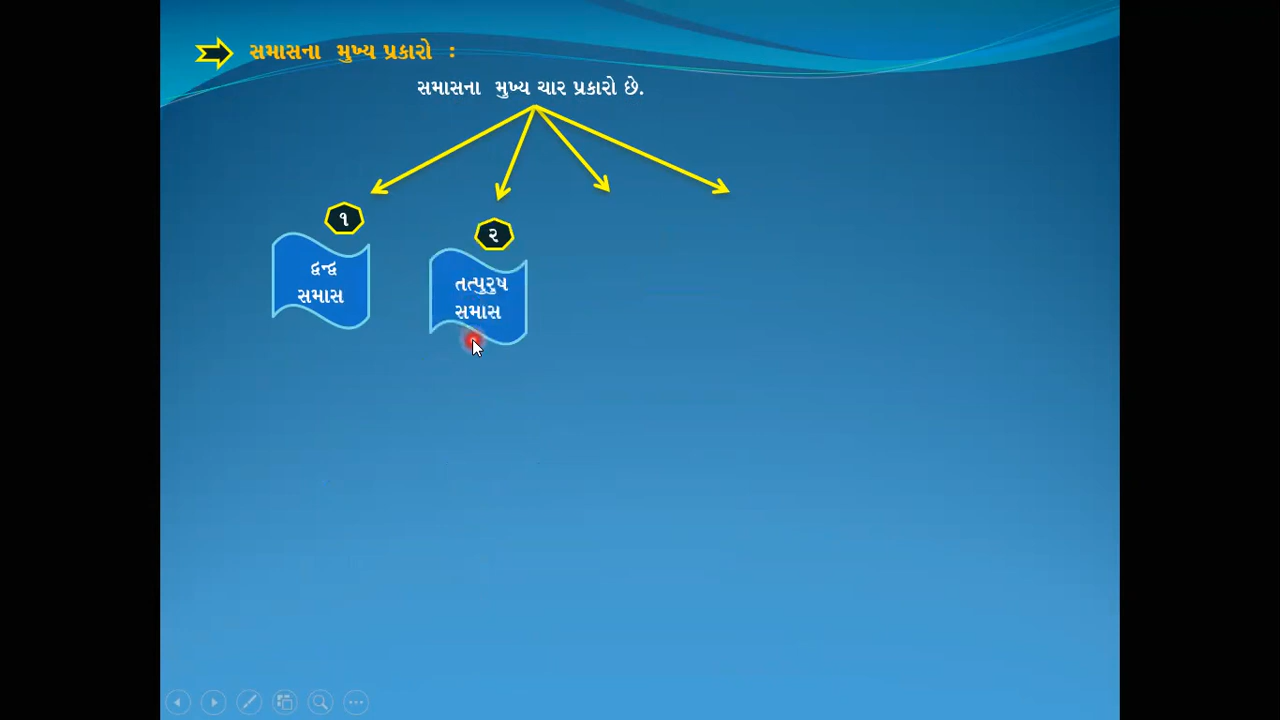 સમાસના મુખ્ય પ્રકારો :
સમાસના મુખ્ય ચાર પ્રકારો છે.
૧
દ્વન્દ્વ
સમાસ
૨
તત્પુરુષ
સમાસ